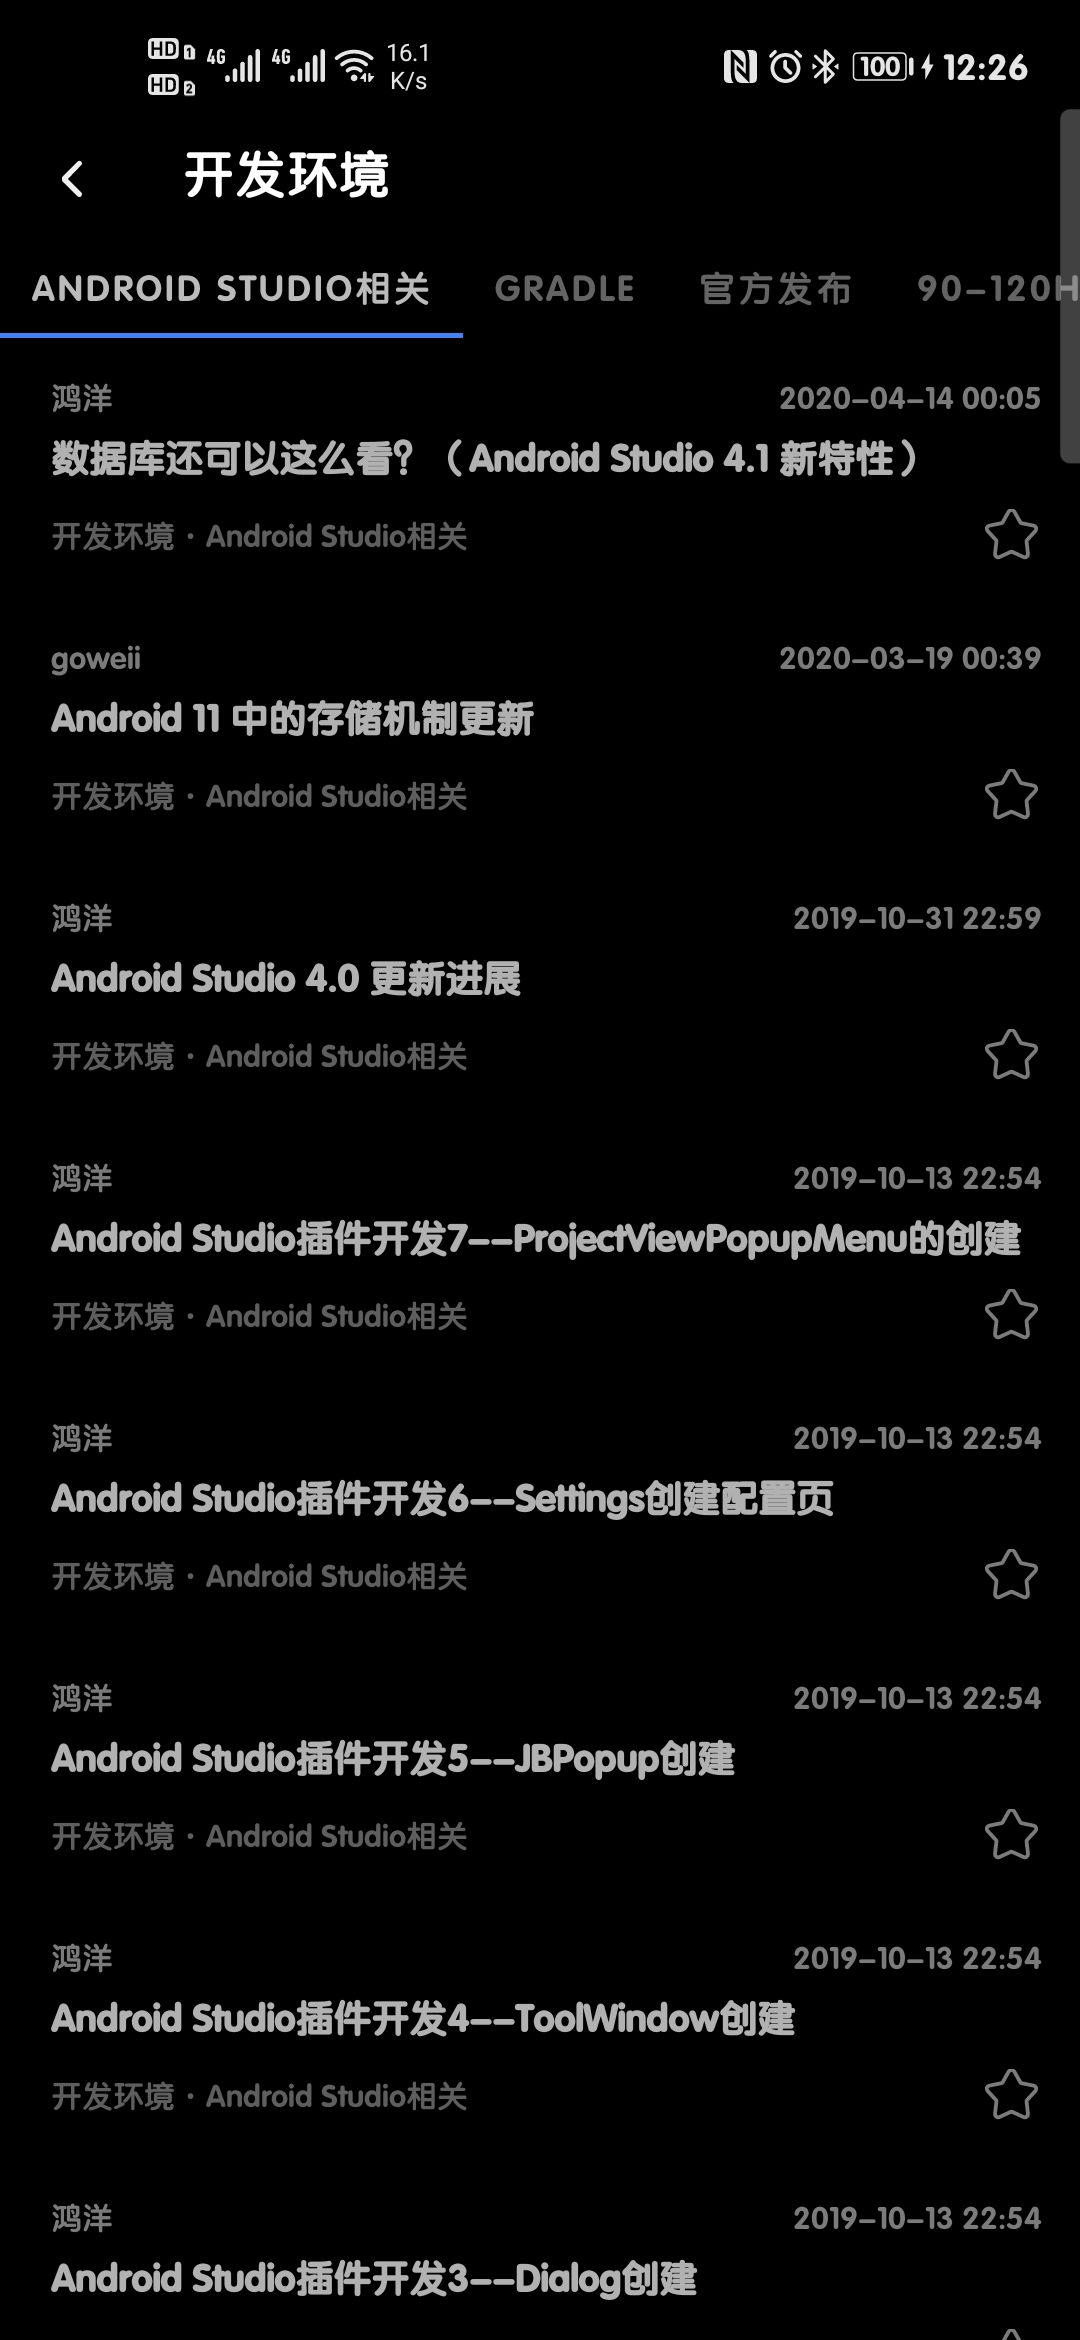 HD 1 4G 4G 16.1 100 12:26
HD 2 K/s
开发环境
ANDROID STUDIO相关 GRADLE 官方发布 90-120H
鸿洋 2020-04-14 00:05
数据库还可以这么看？（Android Studio 4.1 新特性）
开发环境 · Android Studio相关
goweii 2020-03-19 00:39
Android 11 中的存储机制更新
开发环境 · Android Studio相关
鸿洋 2019-10-31 22:59
Android Studio 4.0 更新进展
开发环境 · Android Studio相关
鸿洋 2019-10-13 22:54
Android Studio插件开发7--ProjectViewPopupMenu的创建
开发环境 · Android Studio相关
鸿洋 2019-10-13 22:54
Android Studio插件开发6--Settings创建配置页
开发环境 · Android Studio相关
鸿洋 2019-10-13 22:54
Android Studio插件开发5--JBPopup创建
开发环境 · Android Studio相关
鸿洋 2019-10-13 22:54
Android Studio插件开发4--ToolWindow创建
开发环境 · Android Studio相关
鸿洋 2019-10-13 22:54
Android Studio插件开发3--Dialog创建